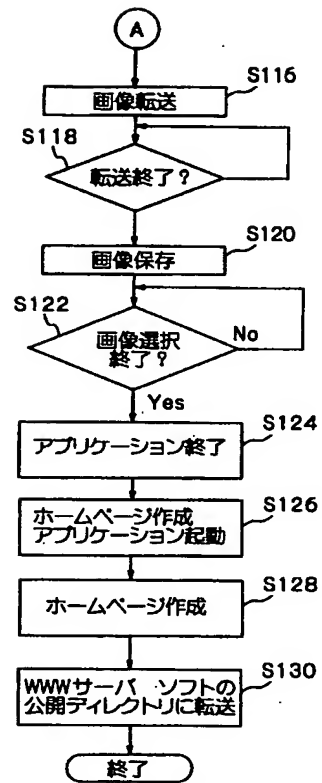 A
S116
画像転送
S118
転送終了?
S120
画像保存
S122
画像選択
終了?
No
Yes
S124
アプリケーション終了
S126
ホームページ作成
アプリケーション起動
S128
ホームページ作成
S130
WWWサーバ ソフトの
公開ディレクトリに転送
終了